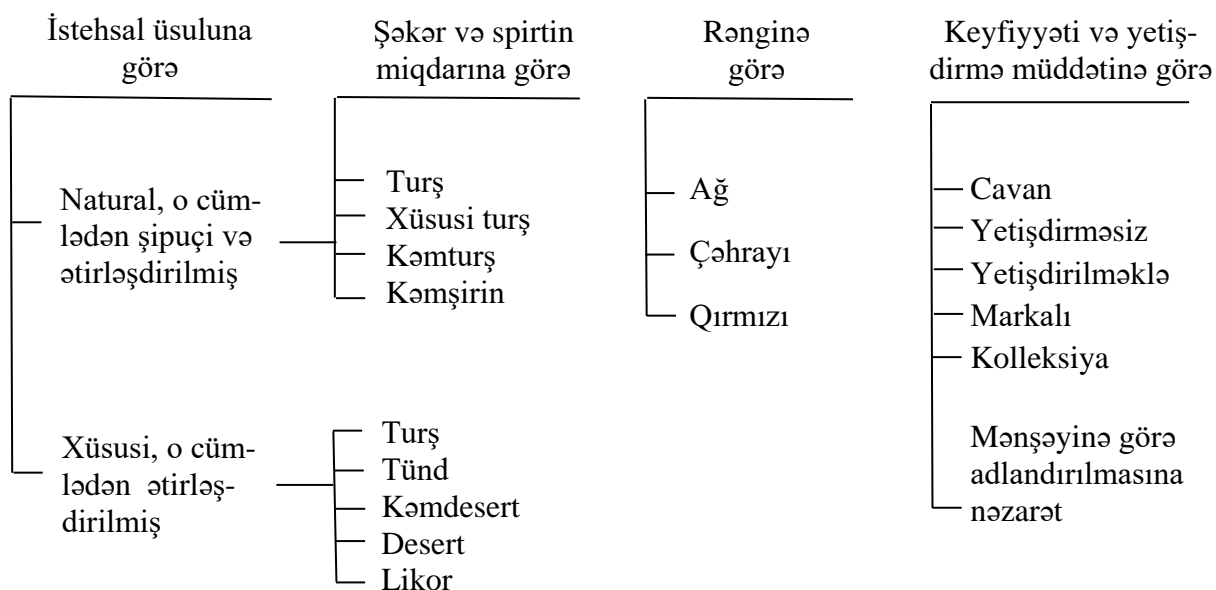 İstehsal üsuluna
görə
Natural, o cüm-
lədən şipuçi və
ətirləşdirilmiş
Xüsusi, o cüm-
lədən ətirləş-
dirilmiş
Şəkər və spirtin
miqdarına görə
Turş
Xüsusi turş
Kəmturş
Kəmşirin
Turş
Tünd
Kəmdesert
Desert
Likor
Rənginə
görə
Ağ
Çəhrayı
Qırmızı
Keyfiyyəti və yetiş-
dirmə müddətinə görə
Cavan
Yetişdirməsiz
Yetişdirilməklə
Markalı
Kolleksiya
Mənşəyinə görə
adlandırılmasına
nəzarət